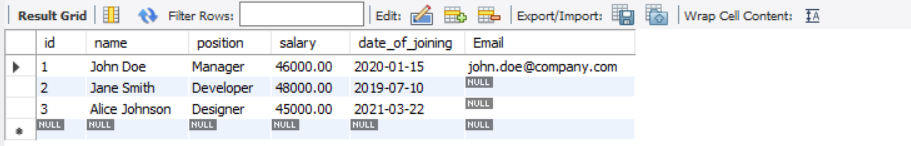 Result Grid Filter Rows: Edit: Export/Import: Wrap Cell Content: IA
id name position salary date_of_joining Email
1 John Doe Manager 46000.00 2020-01-15 john.doe@company.com
2 Jane Smith Developer 48000.00 2019-07-10 NULL
3 Alice Johnson Designer 45000.00 2021-03-22 NULL
NULL NULL NULL NULL NULL NULL